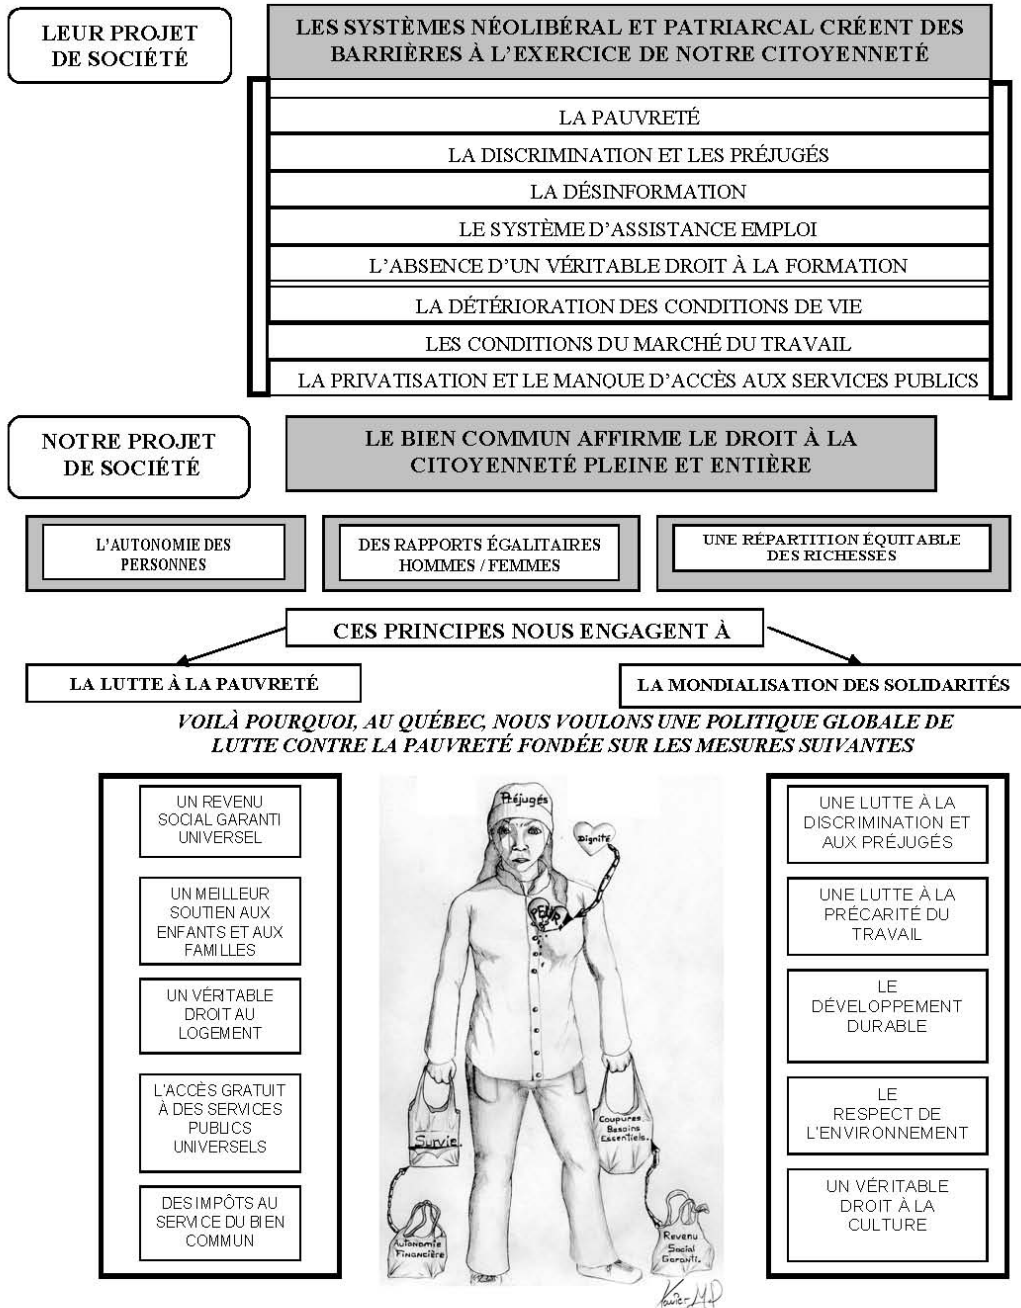 LEUR PROJET
DE SOCIÉTÉ
LES SYSTÈMES NÉOLIBÉRAL ET PATRIARCAL CRÉENT DES
BARRIÈRES À L'EXERCICE DE NOTRE CITOYENNETÉ
LA PAUVRETÉ
LA DISCRIMINATION ET LES PRÉJUGÉS
LA DÉSINFORMATION
LE SYSTÈME D'ASSISTANCE EMPLOI
L'ABSENCE D'UN VÉRITABLE DROIT À LA FORMATION
LA DÉTÉRIORATION DES CONDITIONS DE VIE
LES CONDITIONS DU MARCHÉ DU TRAVAIL
LA PRIVATISATION ET LE MANQUE D'ACCÈS AUX SERVICES PUBLICS
NOTRE PROJET
DE SOCIÉTÉ
LE BIEN COMMUN AFFIRME LE DROIT À LA
CITOYENNETÉ PLEINE ET ENTIÈRE
L'AUTONOMIE DES
PERSONNES
DES RAPPORTS ÉGALITAIRES
HOMMES / FEMMES
UNE RÉPARTITION ÉQUITABLE
DES RICHESSES
CES PRINCIPES NOUS ENGAGENT À
LA LUTTE À LA PAUVRETÉ
LA MONDIALISATION DES SOLIDARITÉS
VOILÀ POURQUOI, AU QUÉBEC, NOUS VOULONS UNE POLITIQUE GLOBALE DE
LUTTE CONTRE LA PAUVRETÉ FONDÉE SUR LES MESURES SUIVANTES
UN REVENU
SOCIAL GARANTI
UNIVERSEL
UN MEILLEUR
SOUTIEN AUX
ENFANTS ET AUX
FAMILLES
UN VÉRITABLE
DROIT AU
LOGEMENT
L'ACCÈS GRATUIT
À DES SERVICES
PUBLICS
UNIVERSELS
DES IMPÔTS AU
SERVICE DU BIEN
COMMUN
Préjugés
Dignité
PEUR
Survie.
Coupures
Besoins
Essentiels.
Autonomie
Financière
Revenu
Social
Garanti.
UNE LUTTE À LA
DISCRIMINATION ET
AUX PRÉJUGÉS
UNE LUTTE À LA
PRÉCARITÉ DU
TRAVAIL
LE
DÉVELOPPEMENT
DURABLE
LE
RESPECT DE
L'ENVIRONNEMENT
UN VÉRITABLE
DROIT À LA
CULTURE